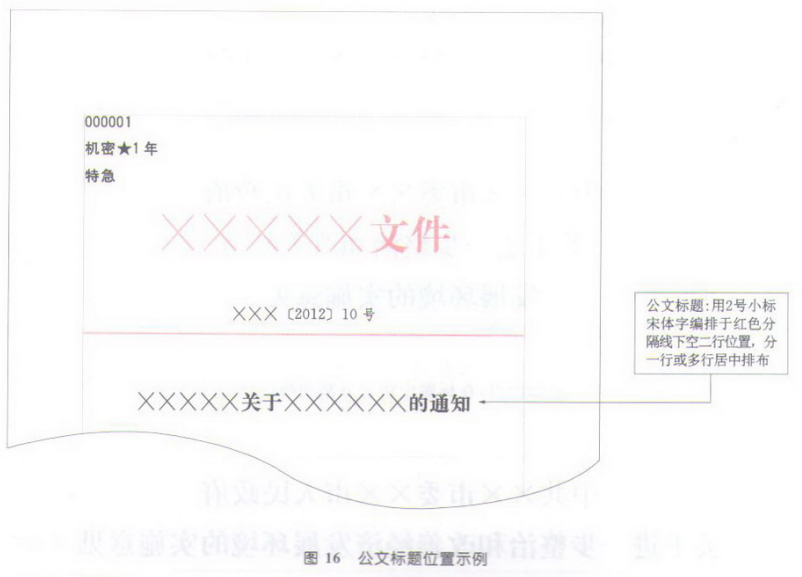 000001
机密★1年
特急
×××××文件
×××〔2012〕10号
×××××关于××××××的通知
公文标题:用2号小标
宋体字编排于红色分
隔线下空二行位置，分
一行或多行居中排布
图 16 公文标题位置示例